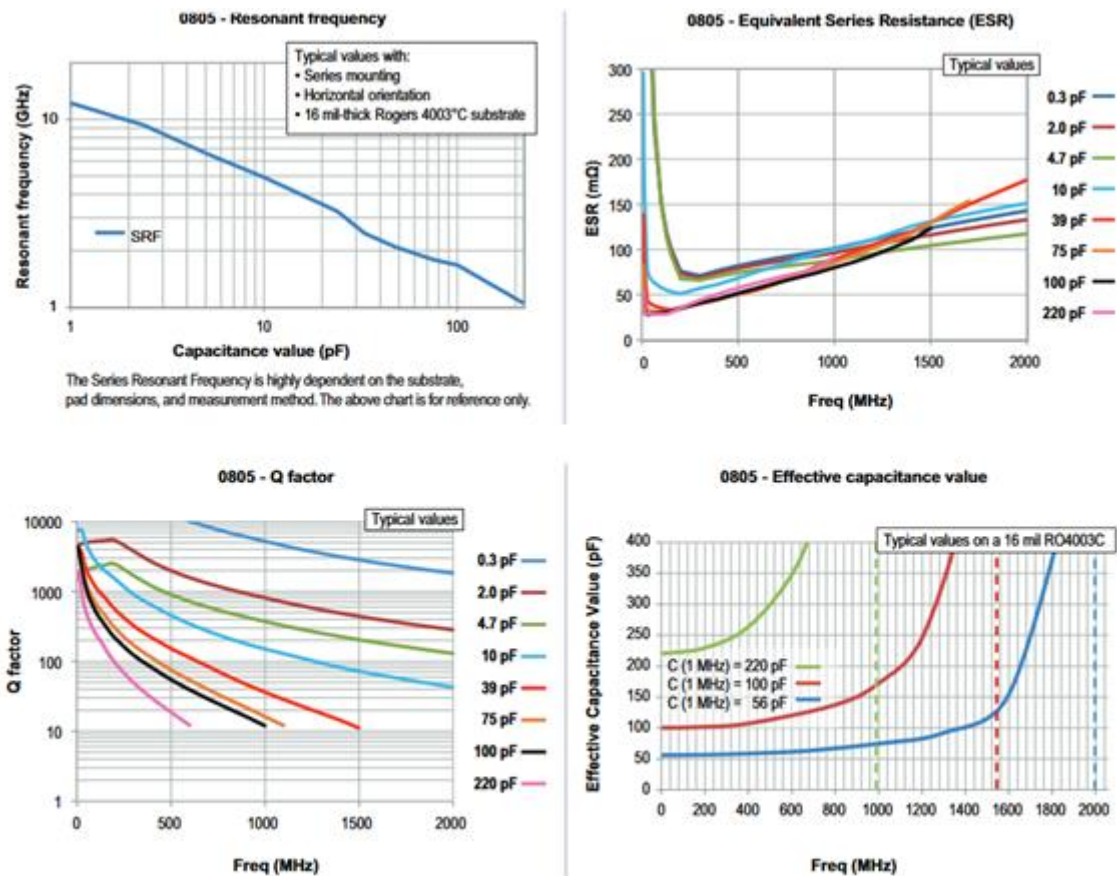 0805 - Resonant frequency
Typical values with:
• Series mounting
• Horizontal orientation
• 16 mil-thick Rogers 4003°C substrate
Resonant frequency (GHz)
10
1
SRF
1
10
100
Capacitance value (pF)
The Series Resonant Frequency is highly dependent on the substrate,
pad dimensions, and measurement method. The above chart is for reference only.
0805 - Equivalent Series Resistance (ESR)
Typical values
ESR (mΩ)
300
250
200
150
100
50
0
0
500
1000
1500
2000
Freq (MHz)
0.3 pF
2.0 pF
4.7 pF
10 pF
39 pF
75 pF
100 pF
220 pF
0805 - Q factor
Typical values
Q factor
10000
1000
100
10
1
0
500
1000
1500
2000
Freq (MHz)
0.3 pF
2.0 pF
4.7 pF
10 pF
39 pF
75 pF
100 pF
220 pF
0805 - Effective capacitance value
Typical values on a 16 mil RO4003C
Effective Capacitance Value (pF)
400
350
300
250
200
150
100
50
0
C (1 MHz) = 220 pF
C (1 MHz) = 100 pF
C (1 MHz) = 56 pF
0
200
400
600
800
1000
1200
1400
1600
1800
2000
Freq (MHz)